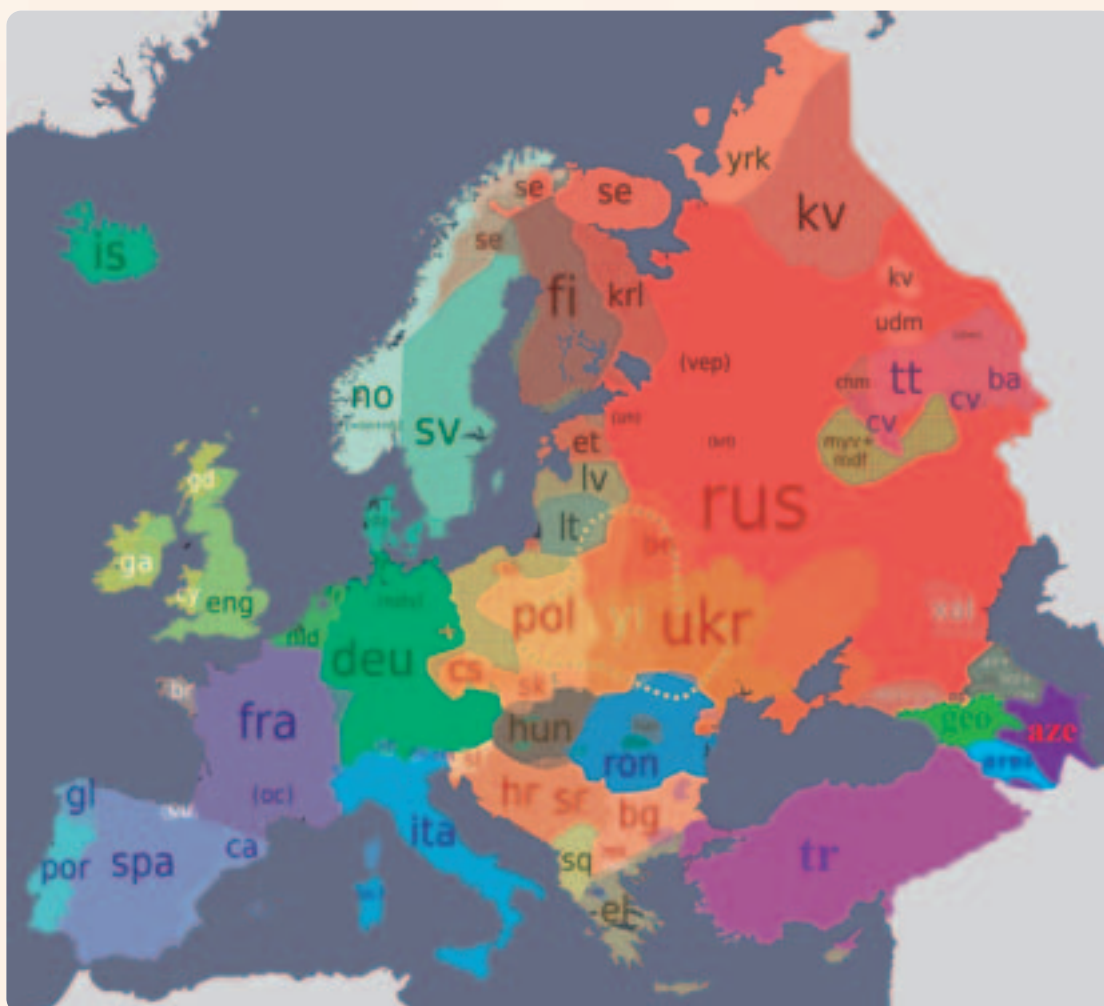 yrk
se
se
kv
is
se
fi
krl
kv
udm
(vep)
chm
tt
ba
no
cv
sv
cv
et
myv+
mdf
lv
gd
rus
lt
ga
cy
eng
pol
yi
ukr
nld
deu
cs
sk
br
fra
hun
geo
aze
ron
(oc)
hr
sr
bg
gl
ita
ca
por
spa
sq
tr
el